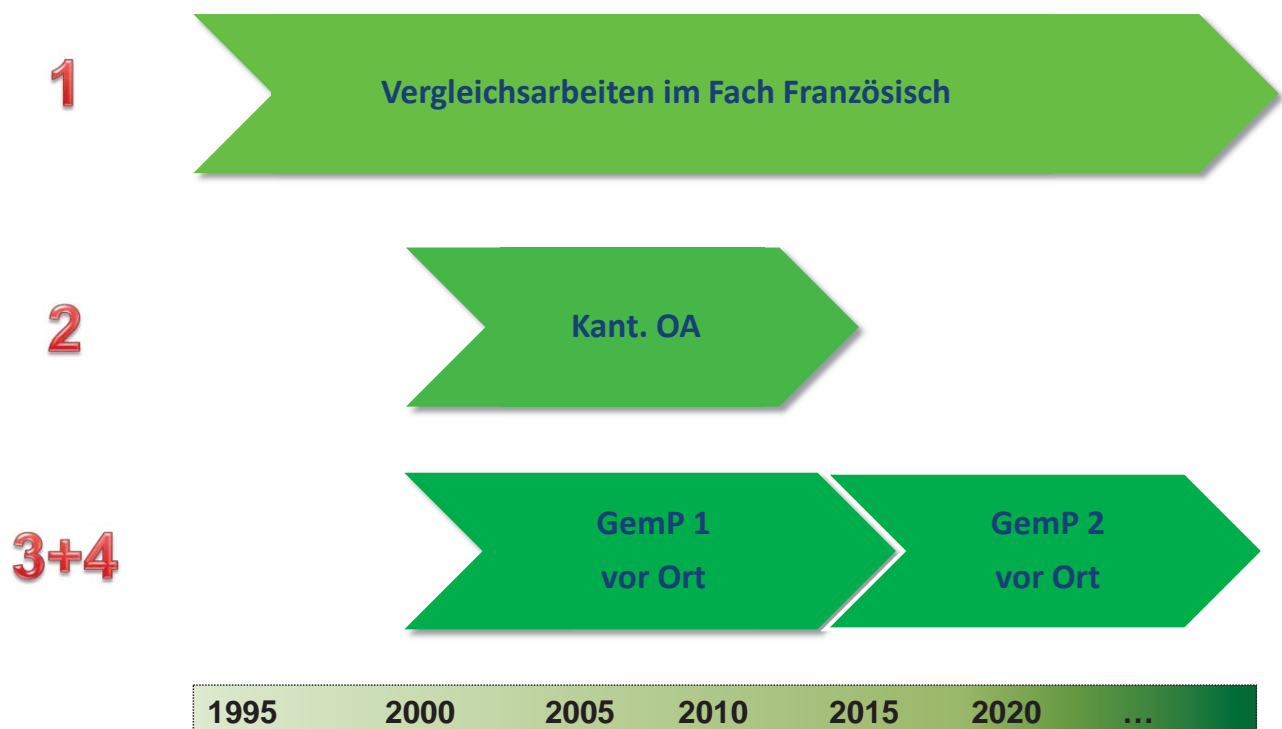 1
Vergleichsarbeiten im Fach Französisch
2
Kant. OA
3+4
GemP 1
vor Ort
GemP 2
vor Ort
1995 2000 2005 2010 2015 2020 ...